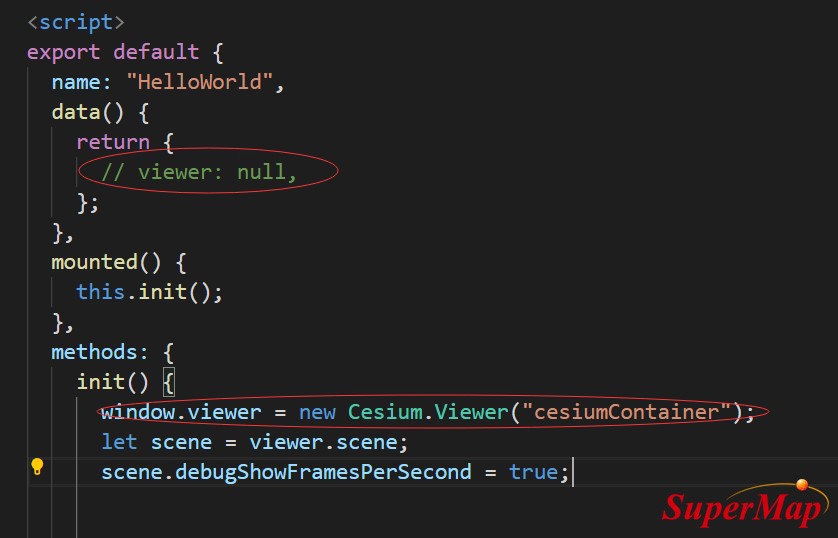 <script>
export default {
  name: "HelloWorld",
  data() {
    return {
      // viewer: null,
    };
  },
  mounted() {
    this.init();
  },
  methods: {
    init() {
      window.viewer = new Cesium.Viewer("cesiumContainer");
      let scene = viewer.scene;
      scene.debugShowFramesPerSecond = true;
SuperMap